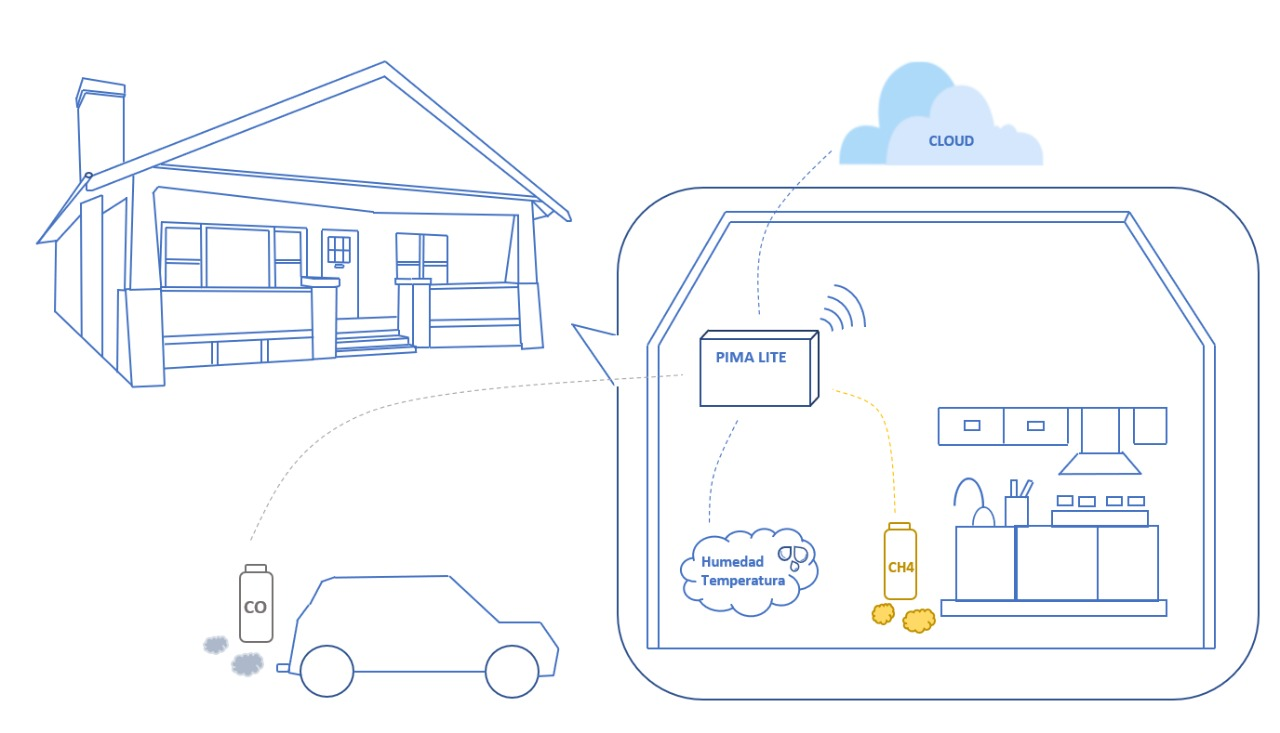 CLOUD
PIMA LITE
Humedad
Temperatura
CH4
CO